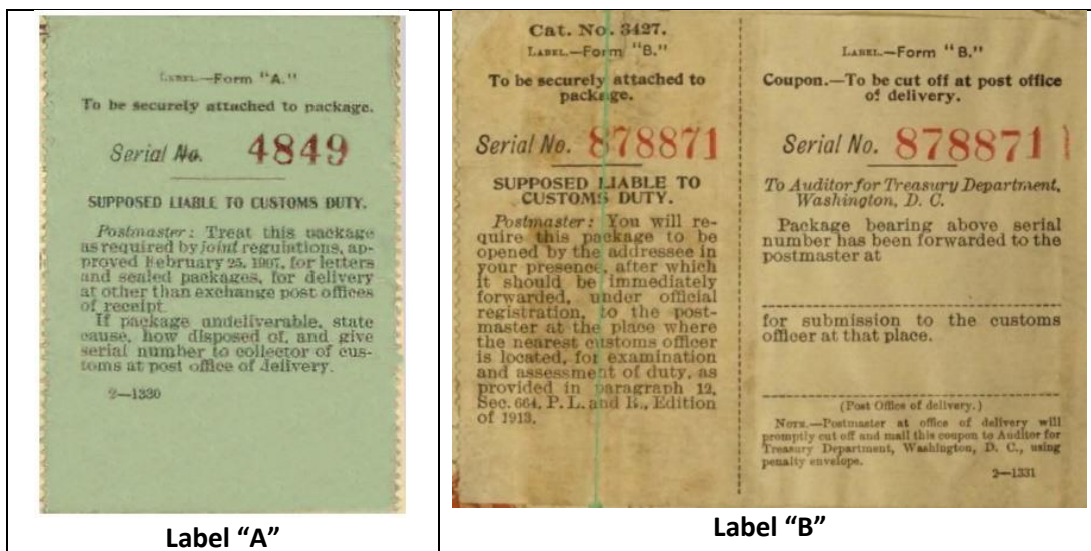 LABEL.—Form "A."
To be securely attached to package.
Serial No. 4849
SUPPOSED LIABLE TO CUSTOMS DUTY.
Postmaster: Treat this package
as required by joint regulations, ap-
proved February 25, 1907, for letters
and sealed packages, for delivery
at other than exchange post offices
of receipt.
If package undeliverable, state
cause, how disposed of, and give
serial number to collector of cus-
toms at post office of delivery.
2—1330
Label “A”
Cat. No. 3427.
LABEL.—Form "B."
To be securely attached to
package.
Serial No. 878871
SUPPOSED LIABLE TO
CUSTOMS DUTY.
Postmaster: You will re-
quire this package to be
opened by the addressee in
your presence, after which
it should be immediately
forwarded, under official
registration, to the post-
master at the place where
the nearest customs officer
is located, for examination
and assessment of duty, as
provided in paragraph 12,
Sec. 664, P. L. and R., Edition
of 1913.
LABEL.—Form "B."
Coupon.—To be cut off at post office
of delivery.
Serial No. 878871
To Auditor for Treasury Department,
Washington, D. C.
Package bearing above serial
number has been forwarded to the
postmaster at
for submission to the customs
officer at that place.
(Post Office of delivery.)
NOTE.—Postmaster at office of delivery will
promptly cut off and mail this coupon to Auditor for
Treasury Department, Washington, D. C., using
penalty envelope.
2—1331
Label “B”